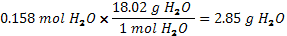 0.158 mol H₂O × 18.02 g H₂O / 1 mol H₂O = 2.85 g H₂O